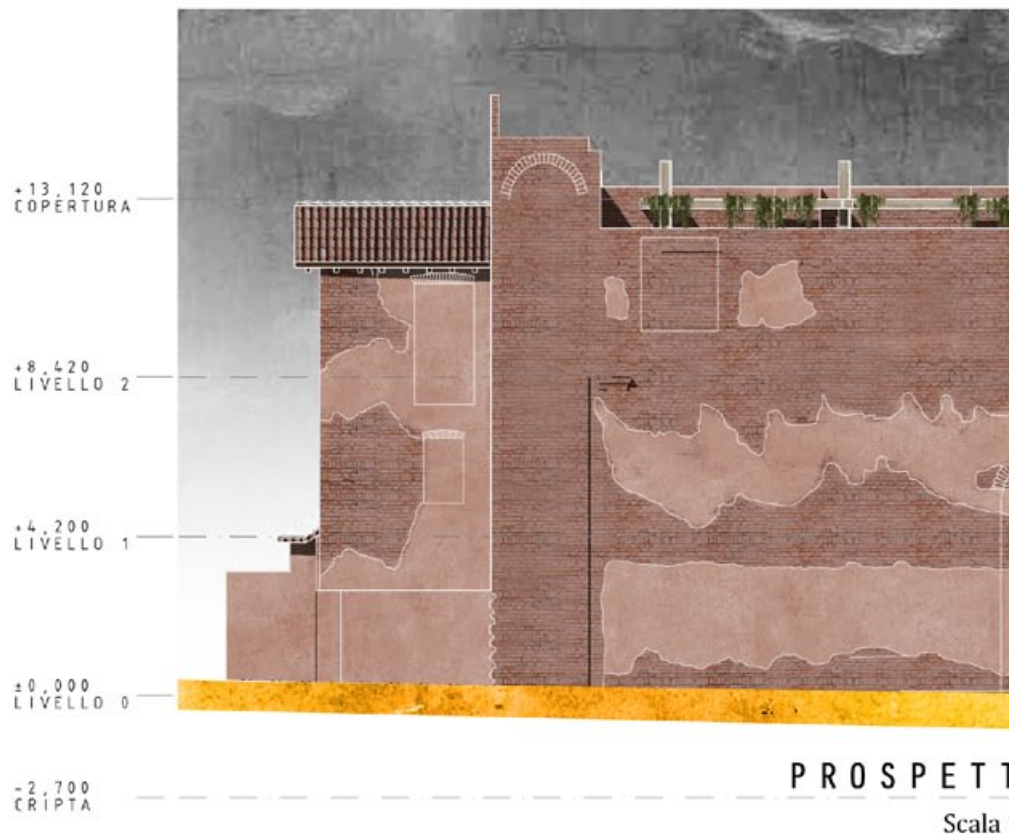 +13,120
COPERTURA
+8,420
LIVELLO 2
+4,200
LIVELLO 1
±0,000
LIVELLO 0
-2,700
CRIPTA
PROSPETT
Scala